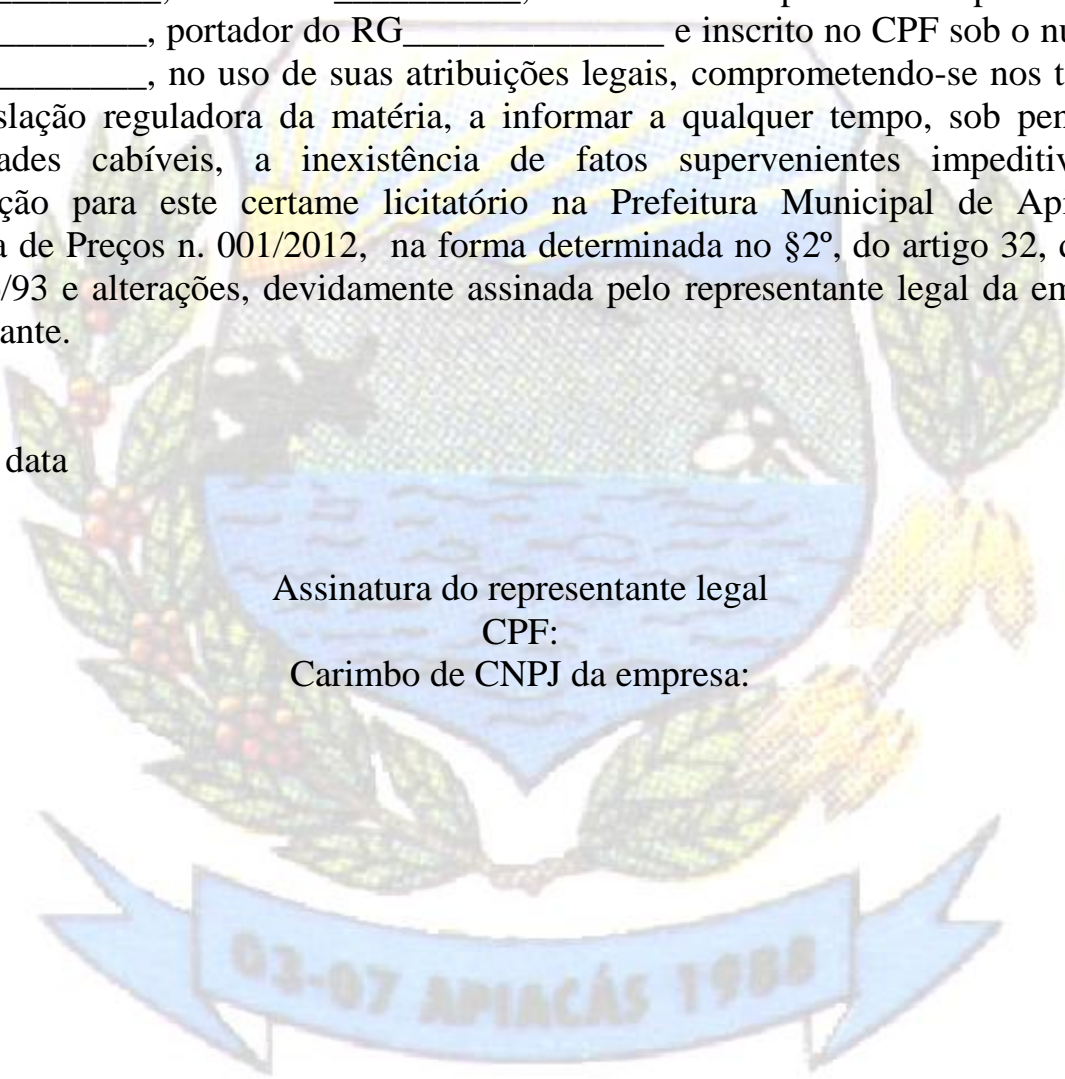 __________, __________,
________, portador do RG______________ e inscrito no CPF sob o nu
________, no uso de suas atribuições legais, comprometendo-se nos t
slação reguladora da matéria, a informar a qualquer tempo, sob pen
ades cabíveis, a inexistência de fatos supervenientes impeditiv
ção para este certame licitatório na Prefeitura Municipal de Api
a de Preços n. 001/2012, na forma determinada no §2º, do artigo 32, d
/93 e alterações, devidamente assinada pelo representante legal da em
ante.
data
Assinatura do representante legal
CPF:
Carimbo de CNPJ da empresa:
03-07 APIACÁS 1988